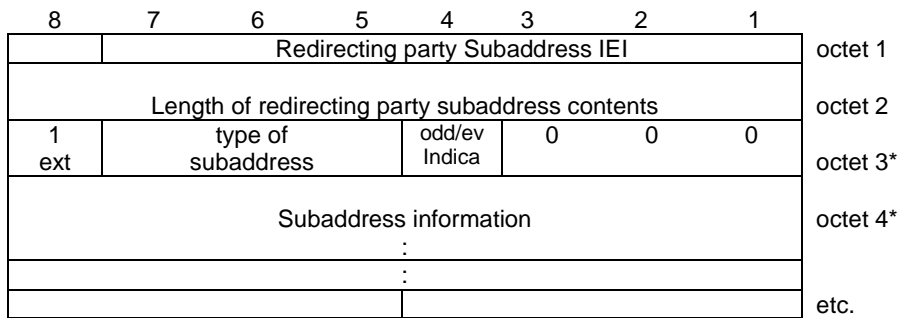 8 7 6 5 4 3 2 1
Redirecting party Subaddress IEI octet 1
Length of redirecting party subaddress contents octet 2
1 type of odd/ev 0 0 0
ext subaddress Indica octet 3*
Subaddress information octet 4*
:
:
etc.